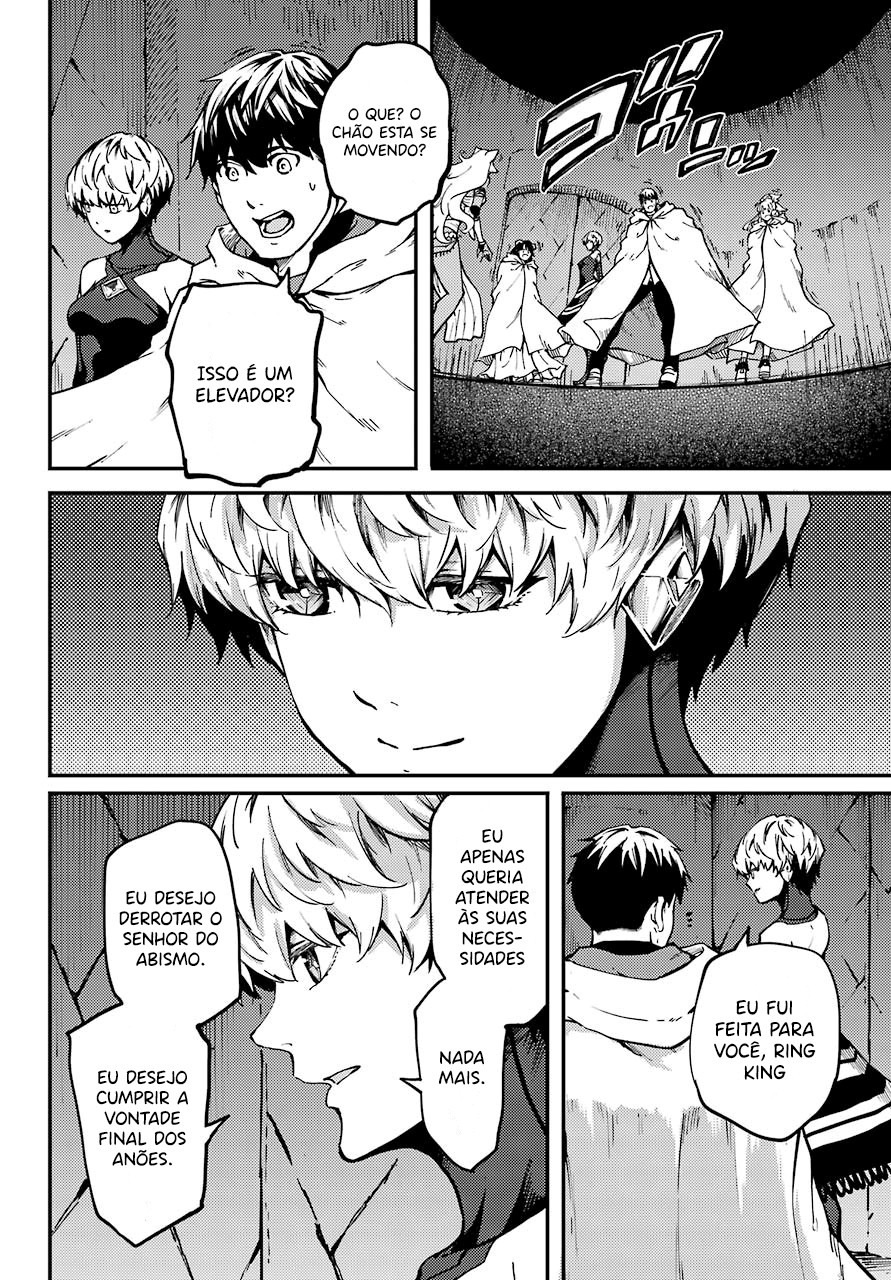 O QUE? O
CHÃO ESTA SE
MOVENDO?
ISSO É UM
ELEVADOR?
EU FUI
FEITA PARA
VOCÊ, RING
KING
EU
APENAS
QUERIA
ATENDER
ÀS SUAS
NECES-
SIDADES
NADA
MAIS.
EU DESEJO
DERROTAR O
SENHOR DO
ABISMO.
EU DESEJO
CUMPRIR A
VONTADE
FINAL DOS
ANÕES.